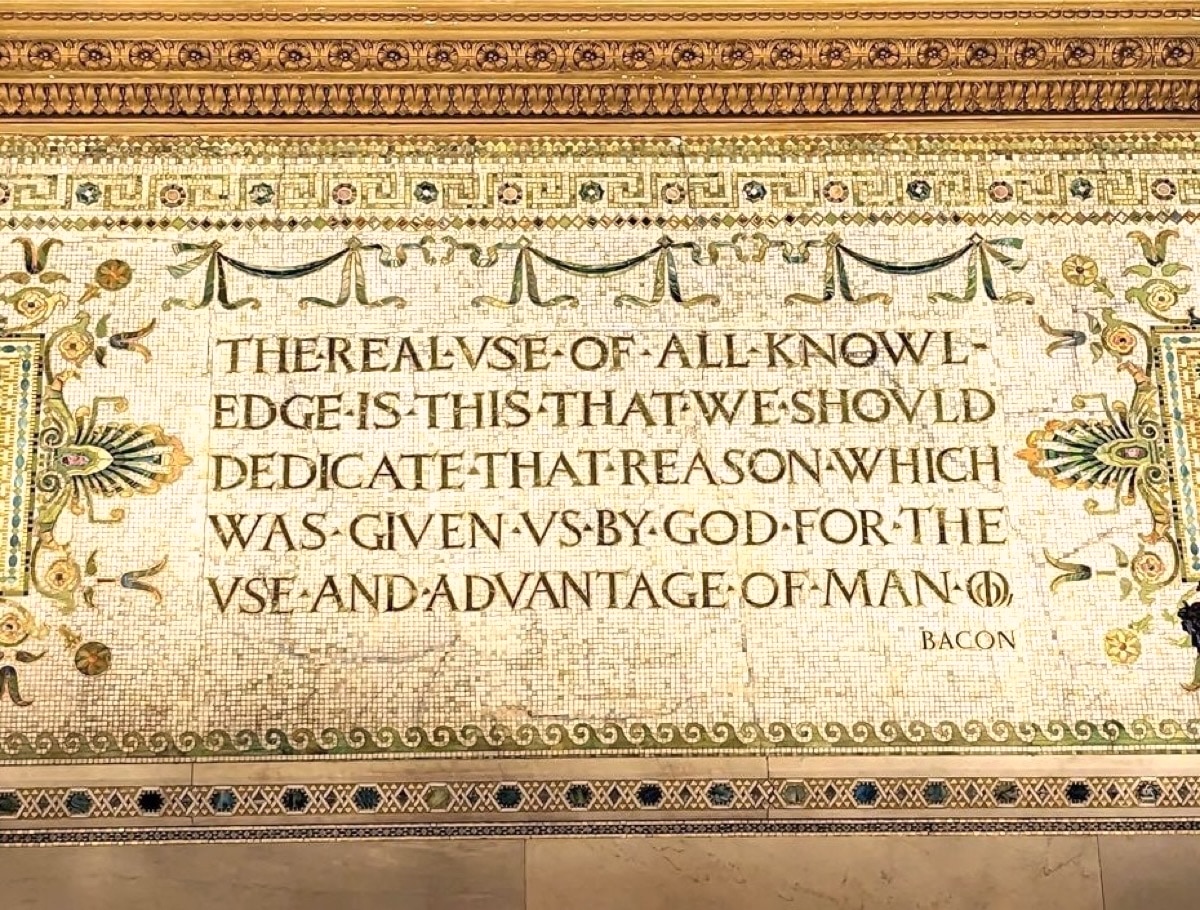 THE·REAL·VSE·OF·ALL·KNOWL-
EDGE·IS·THIS·THAT·WE·SHOVLD
DEDICATE·THAT·REASON·WHICH
WAS·GIVEN·VS·BY·GOD·FOR·THE
VSE·AND·ADVANTAGE·OF·MAN·
BACON